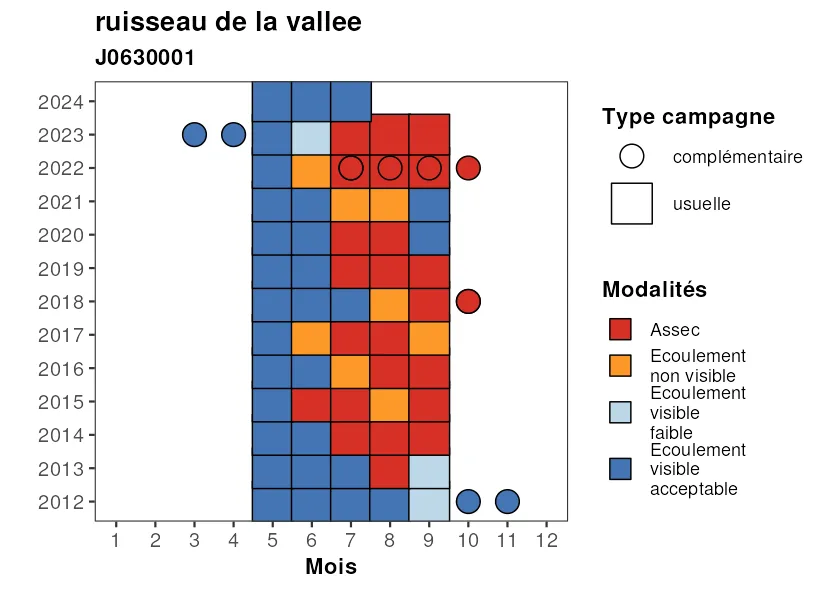 ruisseau de la vallee
J0630001
2024
2023
2022
2021
2020
2019
2018
2017
2016
2015
2014
2013
2012
1 2 3 4 5 6 7 8 9 10 11 12
Mois
Type campagne
complémentaire
usuelle
Modalités
Assec
Ecoulement
non visible
Ecoulement
visible
faible
Ecoulement
visible
acceptable